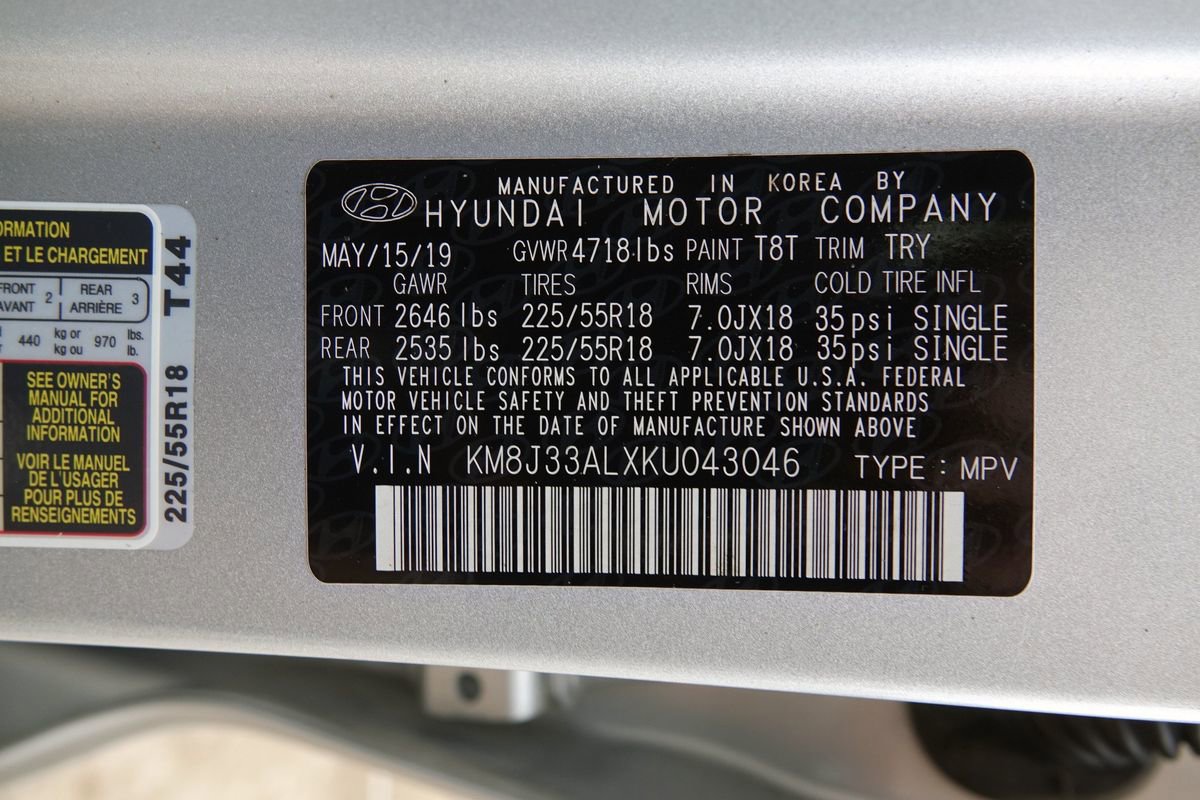 ORMATION
ET LE CHARGEMENT
FRONT 2 REAR 3
AVANT ARRIÈRE
440 kg or 970 lbs.
kg ou lb.
SEE OWNER'S
MANUAL FOR
ADDITIONAL
INFORMATION
VOIR LE MANUEL
DE L'USAGER
POUR PLUS DE
RENSEIGNEMENTS
225/55R18 T44
MANUFACTURED IN KOREA BY
HYUNDAI MOTOR COMPANY
MAY/15/19 GVWR 4718 lbs PAINT T8T TRIM TRY
GAWR TIRES RIMS COLD TIRE INFL
FRONT 2646 lbs 225/55R18 7.0JX18 35psi SINGLE
REAR 2535 lbs 225/55R18 7.0JX18 35psi SINGLE
THIS VEHICLE CONFORMS TO ALL APPLICABLE U.S.A. FEDERAL
MOTOR VEHICLE SAFETY AND THEFT PREVENTION STANDARDS
IN EFFECT ON THE DATE OF MANUFACTURE SHOWN ABOVE
V.I.N KM8J33ALXKU043046 TYPE : MPV